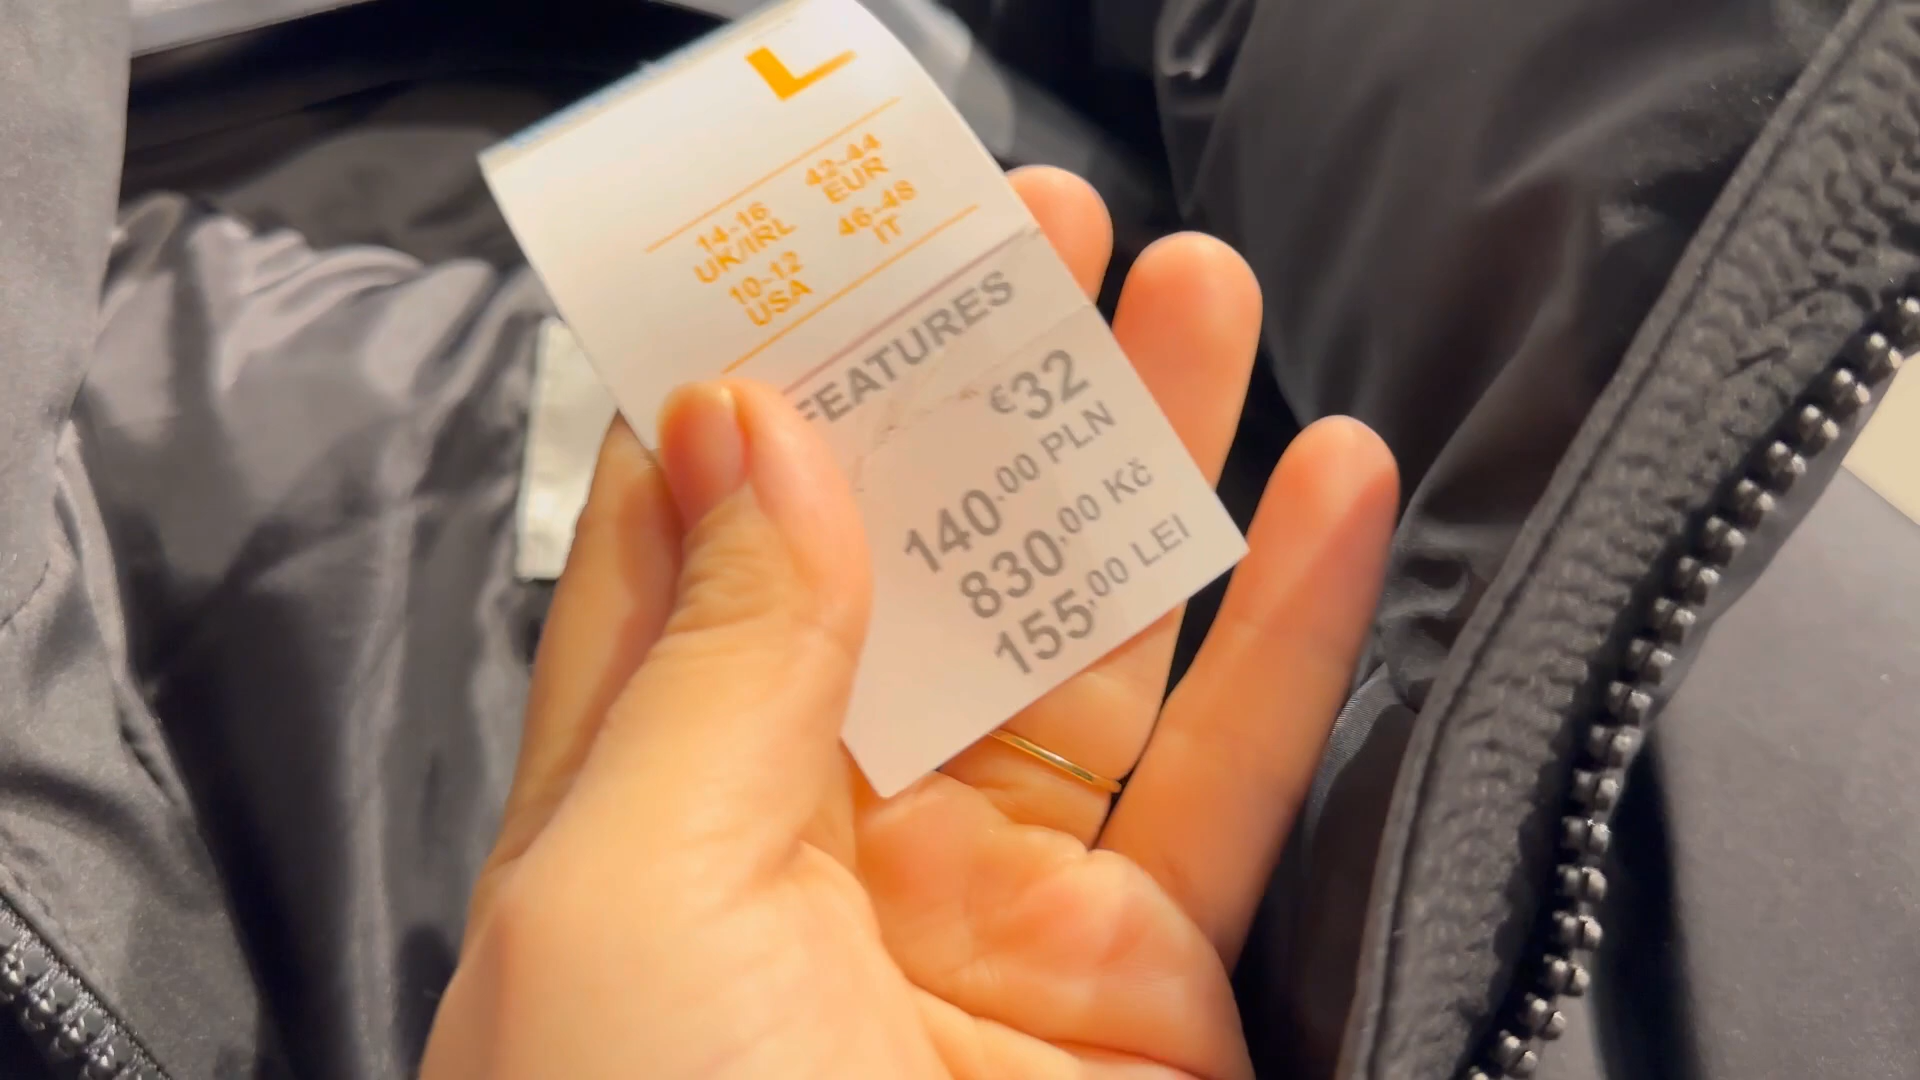 L
14-16 42-44
UK/IRL EUR
10-12 46-48
USA IT
FEATURES
€32
140.00 PLN
830.00 Kč
155.00 LEI